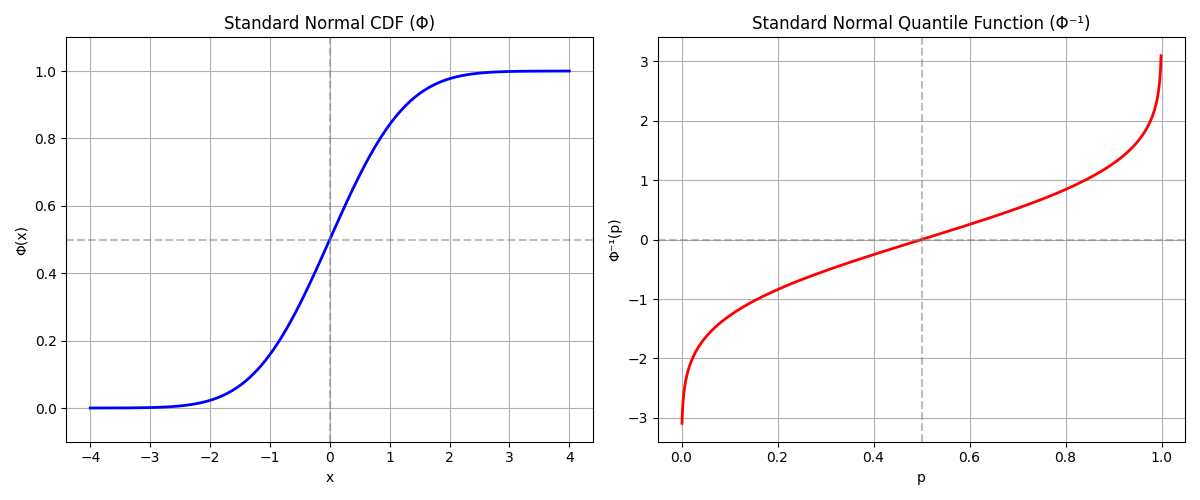 Standard Normal CDF (Φ)
Φ(x)
1.0
0.8
0.6
0.4
0.2
0.0
−4 −3 −2 −1 0 1 2 3 4
x
Standard Normal Quantile Function (Φ⁻¹)
Φ⁻¹(p)
3
2
1
0
−1
−2
−3
0.0 0.2 0.4 0.6 0.8 1.0
p